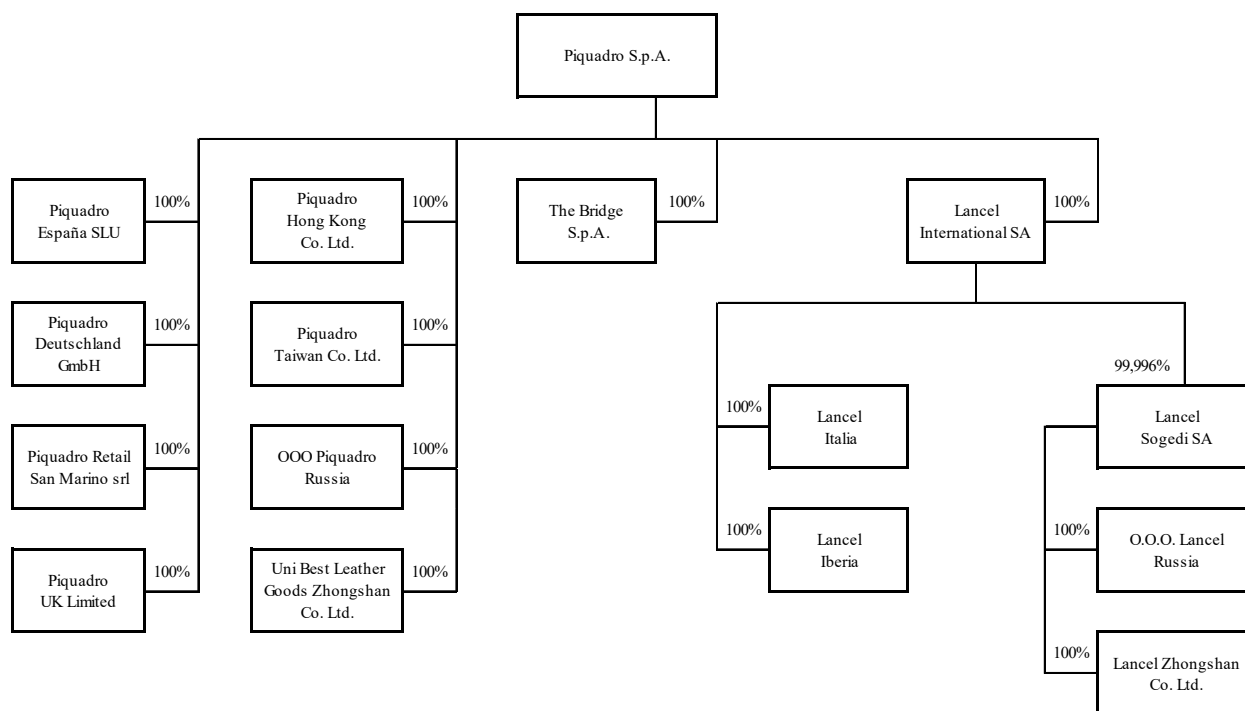 Piquadro S.p.A.
Piquadro
España SLU
100%
Piquadro
Hong Kong
Co. Ltd.
100%
The Bridge
S.p.A.
100%
Lancel
International SA
100%
Piquadro
Deutschland
GmbH
100%
Piquadro
Taiwan Co. Ltd.
100%
99,996%
Piquadro Retail
San Marino srl
100%
OOO Piquadro
Russia
100%
100%
Lancel
Italia
Lancel
Sogedi SA
Piquadro
UK Limited
100%
Uni Best Leather
Goods Zhongshan
Co. Ltd.
100%
100%
Lancel
Iberia
100%
O.O.O. Lancel
Russia
100%
Lancel Zhongshan
Co. Ltd.